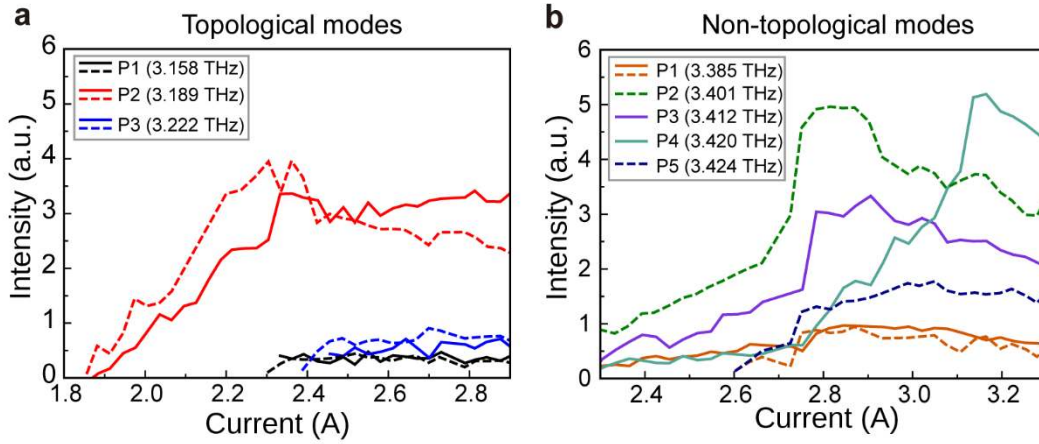 a
Topological modes
Intensity (a.u.)
6
5
4
3
2
1
0
P1 (3.158 THz)
P2 (3.189 THz)
P3 (3.222 THz)
1.8 2.0 2.2 2.4 2.6 2.8
Current (A)
b
Non-topological modes
Intensity (a.u.)
6
5
4
3
2
1
0
P1 (3.385 THz)
P2 (3.401 THz)
P3 (3.412 THz)
P4 (3.420 THz)
P5 (3.424 THz)
2.4 2.6 2.8 3.0 3.2
Current (A)